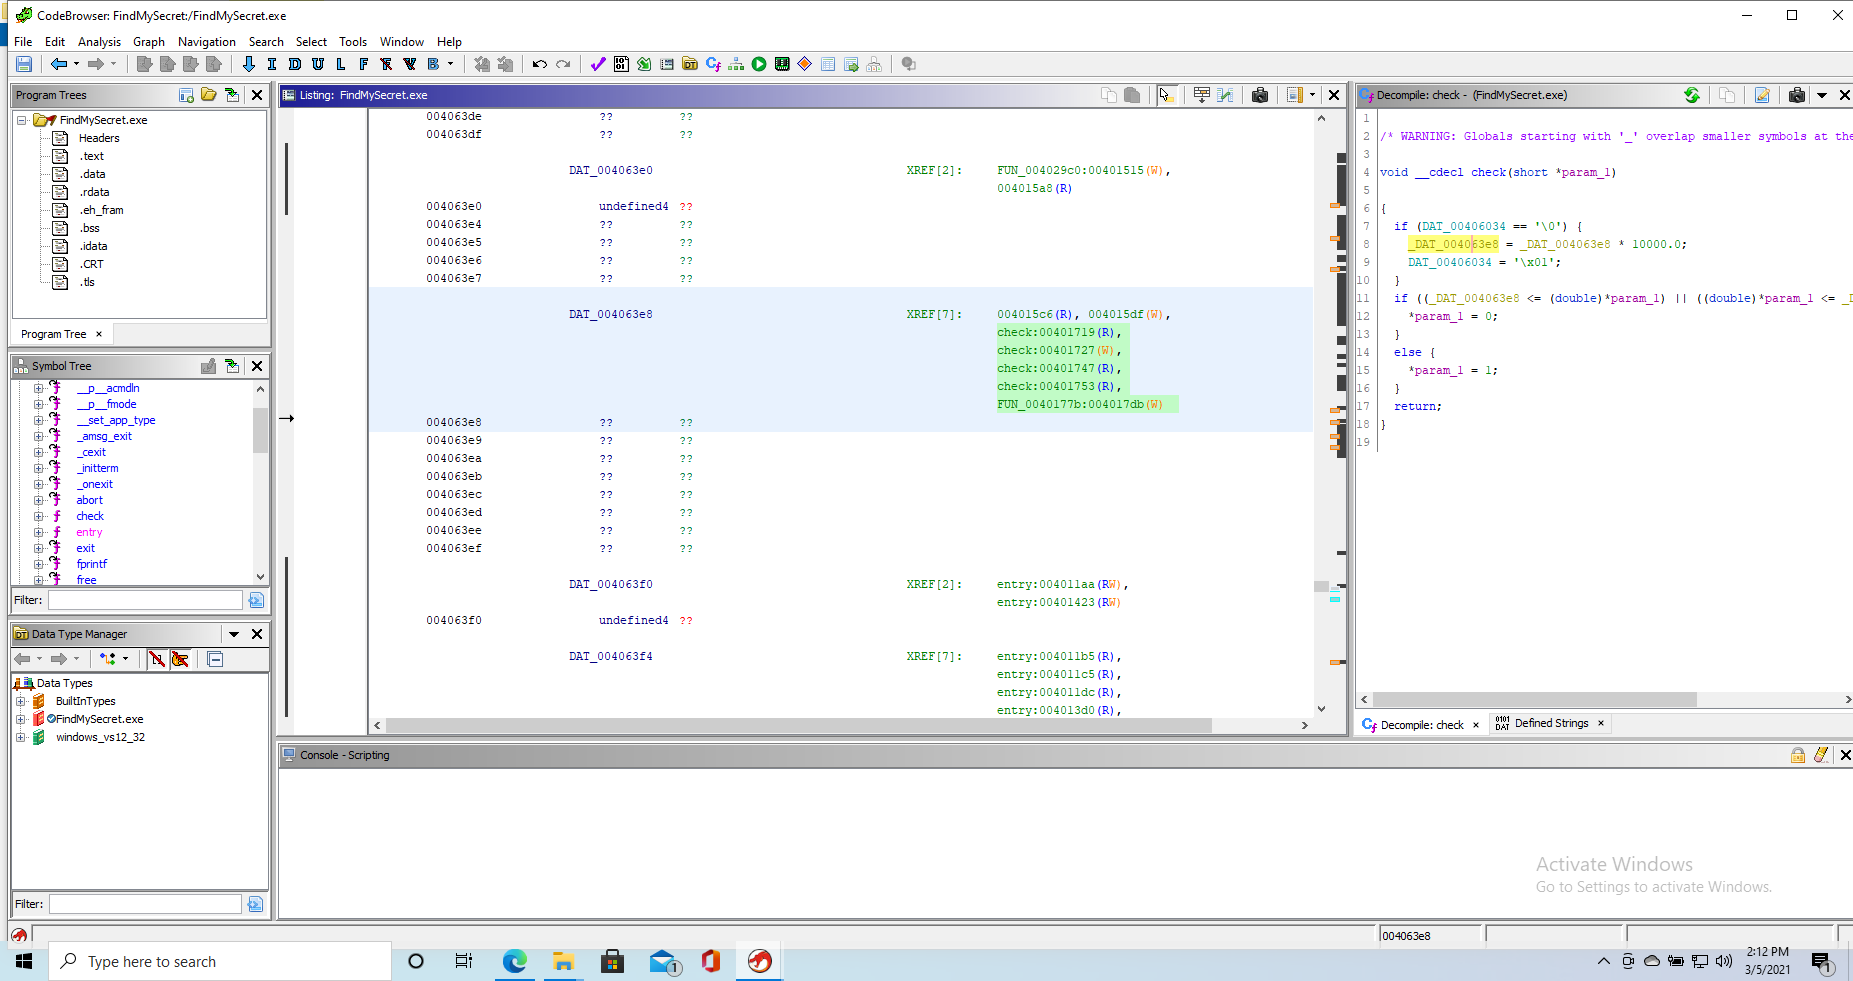 CodeBrowser: FindMySecret:/FindMySecret.exe
File Edit Analysis Graph Navigation Search Select Tools Window Help
I D U L F B
Program Trees
FindMySecret.exe
Headers
.text
.data
.rdata
.eh_fram
.bss
.idata
.CRT
.tls
Program Tree ×
Symbol Tree
__p__acmdln
__p__fmode
__set_app_type
_amsg_exit
_cexit
_initterm
_onexit
abort
check
entry
exit
fprintf
free
Filter:
Data Type Manager
Data Types
BuiltInTypes
FindMySecret.exe
windows_vs12_32
Filter:
Listing: FindMySecret.exe
004063de ?? ??
004063df ?? ??
DAT_004063e0 XREF[2]: FUN_004029c0:00401515(W),
004015a8(R)
004063e0 undefined4 ??
004063e4 ?? ??
004063e5 ?? ??
004063e6 ?? ??
004063e7 ?? ??
DAT_004063e8 XREF[7]: 004015c6(R), 004015df(W),
check:00401719(R),
check:00401727(W),
check:00401747(R),
check:00401753(R),
FUN_0040177b:004017db(W)
004063e8 ?? ??
004063e9 ?? ??
004063ea ?? ??
004063eb ?? ??
004063ec ?? ??
004063ed ?? ??
004063ee ?? ??
004063ef ?? ??
DAT_004063f0 XREF[2]: entry:004011aa(RW),
entry:00401423(RW)
004063f0 undefined4 ??
DAT_004063f4 XREF[7]: entry:004011b5(R),
entry:004011c5(R),
entry:004011dc(R),
entry:004013d0(R),
Decompile: check - (FindMySecret.exe)
1
2 /* WARNING: Globals starting with '_' overlap smaller symbols at the
3
4 void __cdecl check(short *param_1)
5
6 {
7 if (DAT_00406034 == '\0') {
8 _DAT_004063e8 = _DAT_004063e8 * 10000.0;
9 DAT_00406034 = '\x01';
10 }
11 if ((_DAT_004063e8 <= (double)*param_1) || ((double)*param_1 <= _D
12 *param_1 = 0;
13 }
14 else {
15 *param_1 = 1;
16 }
17 return;
18 }
19
Decompile: check × Defined Strings ×
Console - Scripting
Activate Windows
Go to Settings to activate Windows.
004063e8
Type here to search
1
2:12 PM
3/5/2021
1